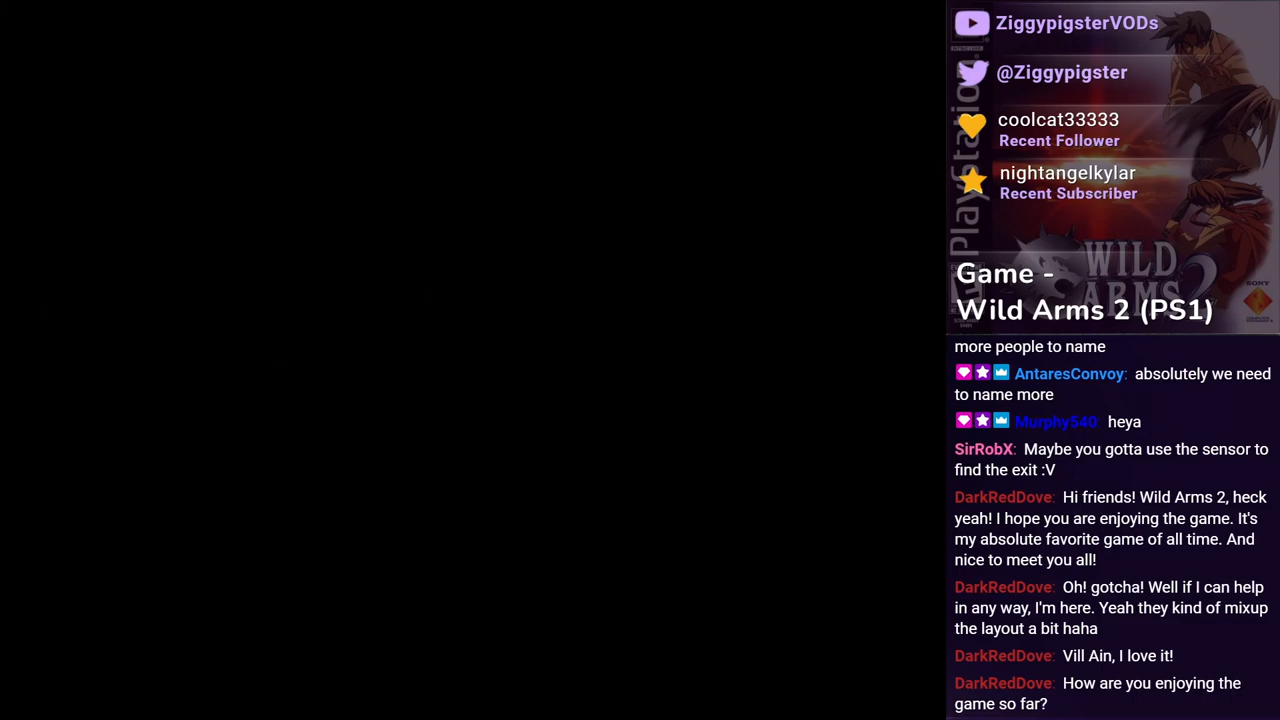 ZiggypigsterVODs
@Ziggypigster
coolcat33333
Recent Follower
nightangelkylar
Recent Subscriber
PlayStation
WILD
ARMS 2
SONY
Game -
Wild Arms 2 (PS1)
more people to name
AntaresConvoy: absolutely we need
to name more
Murphy540: heya
SirRobX: Maybe you gotta use the sensor to
find the exit :V
DarkRedDove: Hi friends! Wild Arms 2, heck
yeah! I hope you are enjoying the game. It's
my absolute favorite game of all time. And
nice to meet you all!
DarkRedDove: Oh! gotcha! Well if I can help
in any way, I'm here. Yeah they kind of mixup
the layout a bit haha
DarkRedDove: Vill Ain, I love it!
DarkRedDove: How are you enjoying the
game so far?